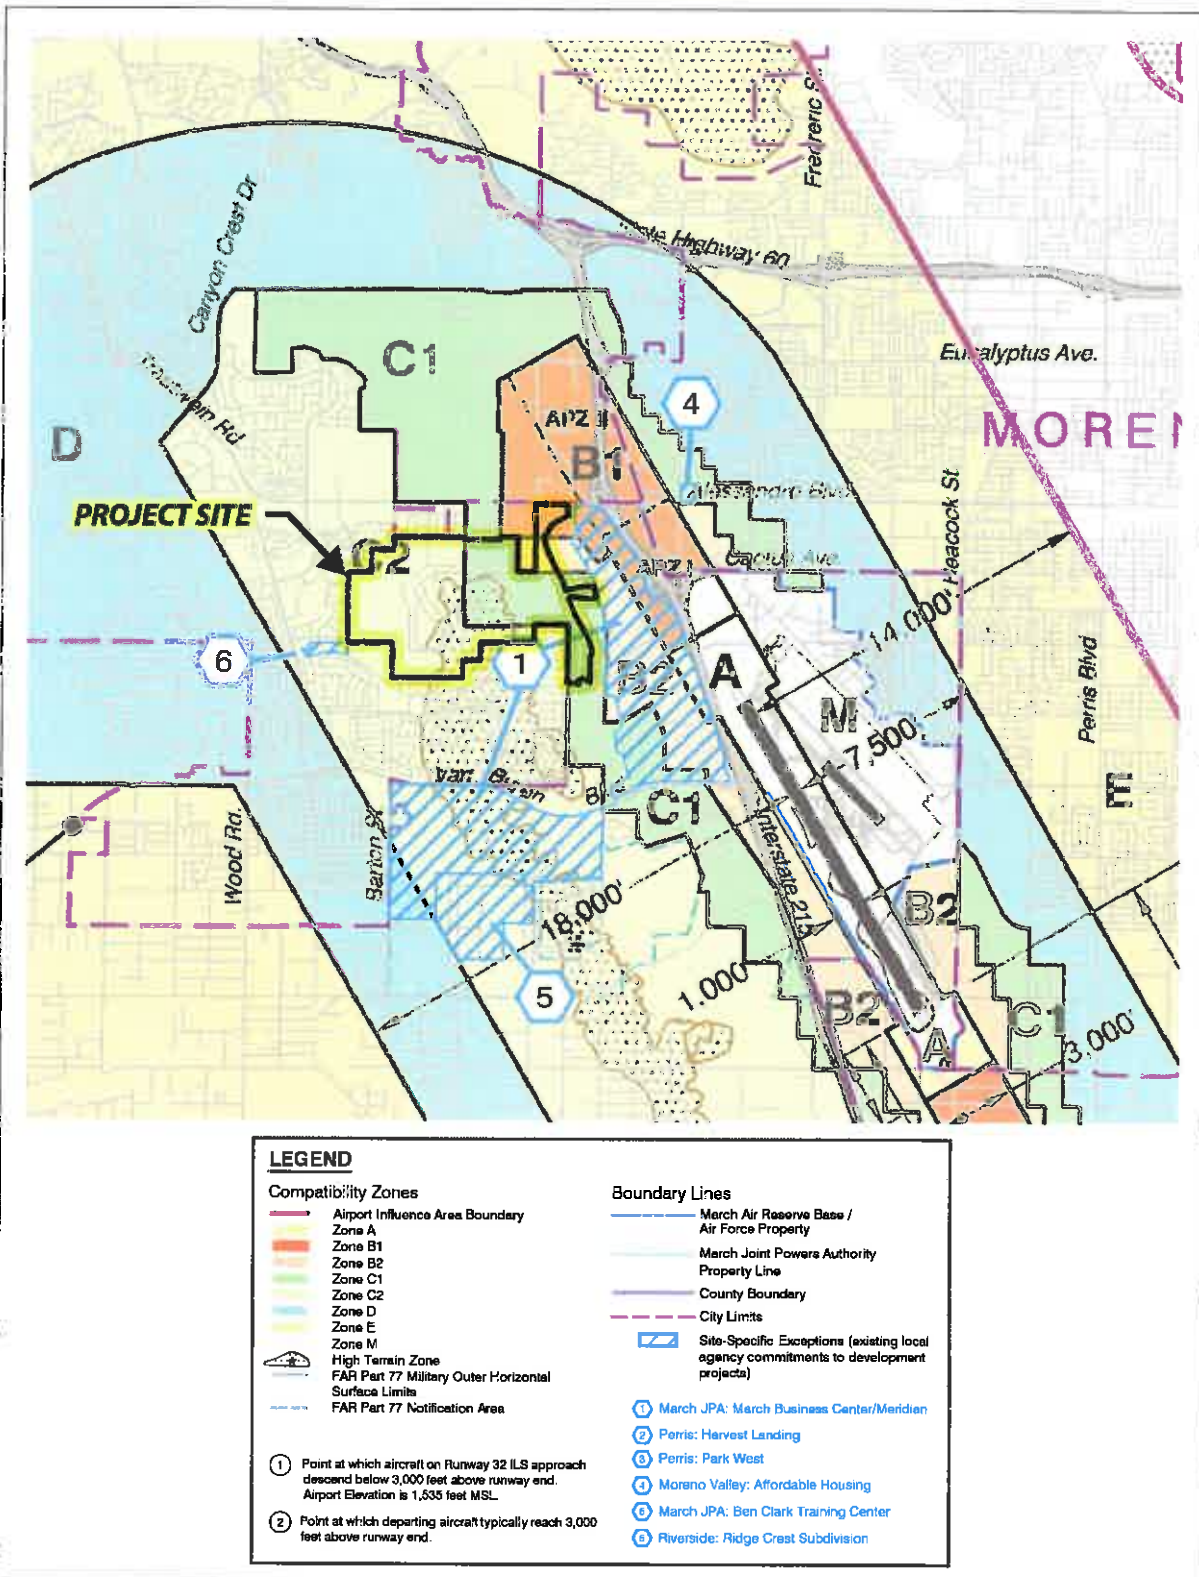 Frederic St
State Highway 60
Canyon Crest Dr
Eucalyptus Ave.
C1
4
APZ II
MORE
D
B1
Alessandro Blvd
Heacock St
PROJECT SITE
C2
APZ I
Cactus Ave
14,000'
6
1
B2
A
M
Perris Blvd
7,500'
Van Buren
E
C1
Wood Rd.
Barton St
Interstate 215
B2
18,000'
5
1,000'
B2
C1
A
3,000'
LEGEND
Compatibility Zones
Airport Influence Area Boundary
Zone A
Zone B1
Zone B2
Zone C1
Zone C2
Zone D
Zone E
Zone M
High Terrain Zone
FAR Part 77 Military Outer Horizontal
Surface Limits
FAR Part 77 Notification Area
1 Point at which aircraft on Runway 32 ILS approach
descend below 3,000 feet above runway end.
Airport Elevation is 1,535 feet MSL.
2 Point at which departing aircraft typically reach 3,000
feet above runway end.
Boundary Lines
March Air Reserve Base /
Air Force Property
March Joint Powers Authority
Property Line
County Boundary
City Limits
Site-Specific Exceptions (existing local
agency commitments to development
projects)
1 March JPA: March Business Center/Meridian
2 Perris: Harvest Landing
3 Perris: Park West
4 Moreno Valley: Affordable Housing
5 March JPA: Ben Clark Training Center
6 Riverside: Ridge Crest Subdivision